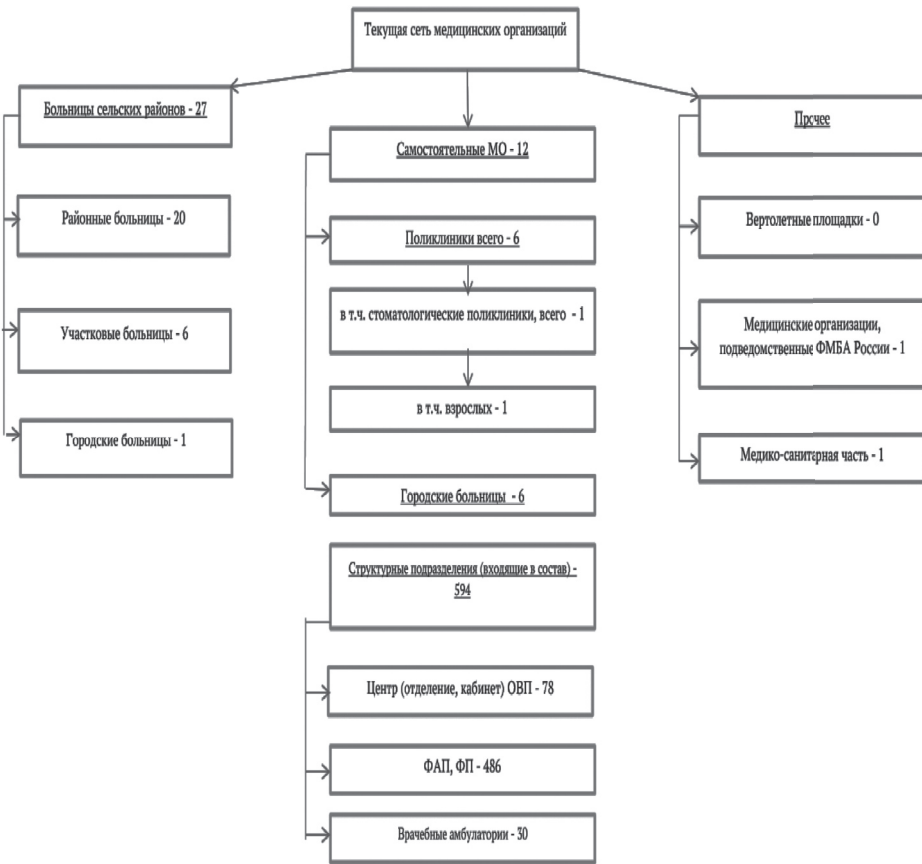 Текущая сеть медицинских организаций
Больницы сельских районов - 27
Районные больницы - 20
Участковые больницы - 6
Городские больницы - 1
Самостоятельные МО - 12
Поликлиники всего - 6
в т.ч. стоматологические поликлиники, всего - 1
в т.ч. взрослых - 1
Городские больницы - 6
Структурные подразделения (входящие в состав) -
594
Центр (отделение, кабинет) ОВП - 78
ФАП, ФП - 486
Врачебные амбулатории - 30
Прочее
Вертолетные площадки - 0
Медицинские организации,
подведомственные ФМБА России - 1
Медико-санитарная часть - 1